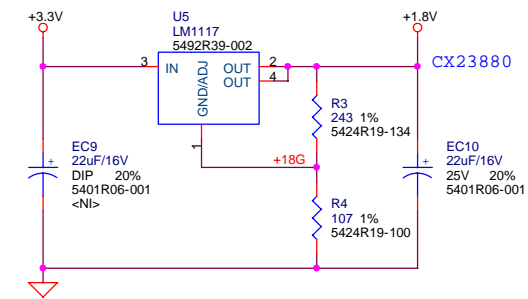 +3.3V
U5
LM1117
5492R39-002
+1.8V
3
IN
GND/ADJ
OUT
OUT
2
4
CX23880
1
R3
243 1%
5424R19-134
+18G
EC9
22uF/16V
DIP 20%
5401R06-001
<NI>
R4
107 1%
5424R19-100
EC10
22uF/16V
25V 20%
5401R06-001
+
+